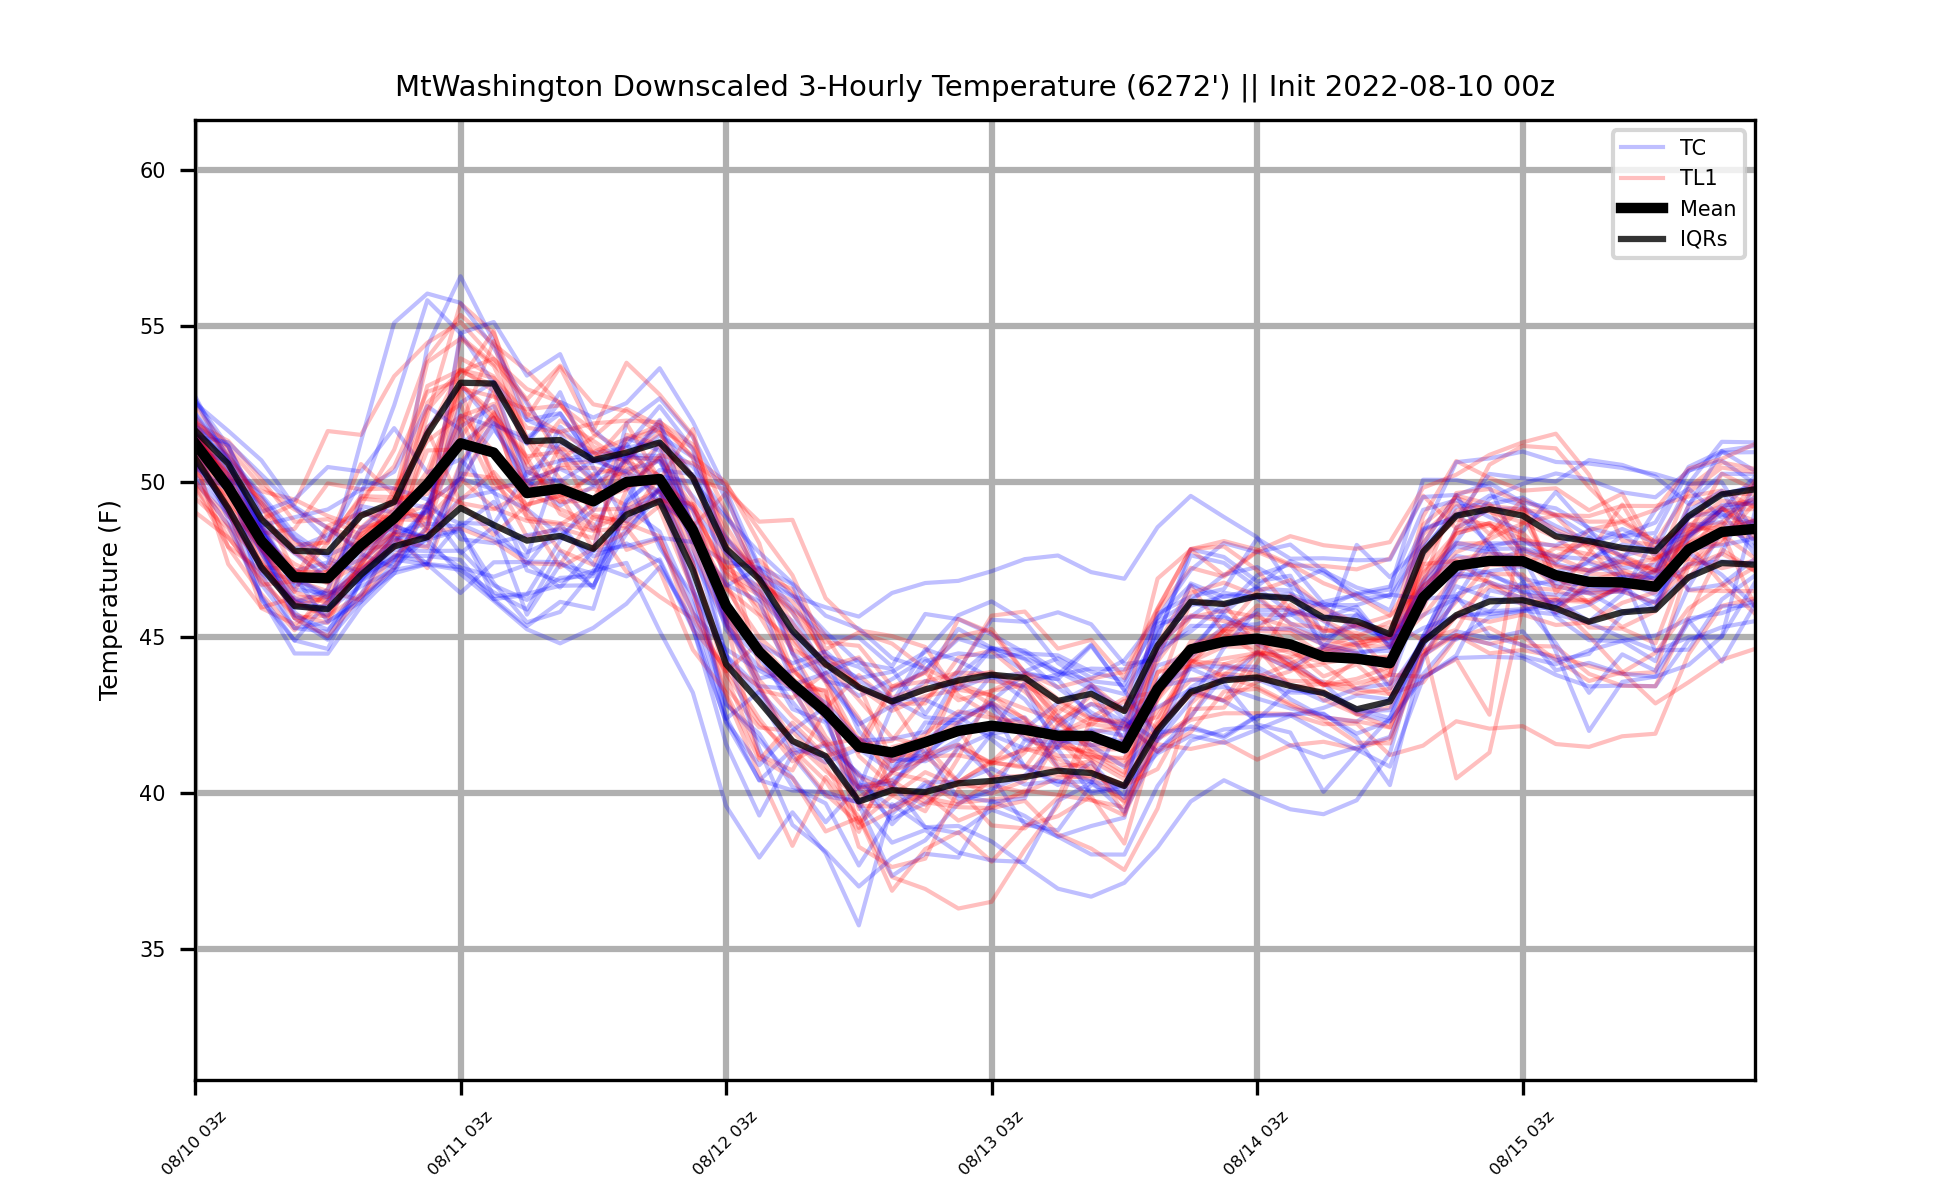 MtWashington Downscaled 3-Hourly Temperature (6272') || Init 2022-08-10 00z
TC
TL1
Mean
IQRs
Temperature (F)
60
55
50
45
40
35
08/10 03z
08/11 03z
08/12 03z
08/13 03z
08/14 03z
08/15 03z